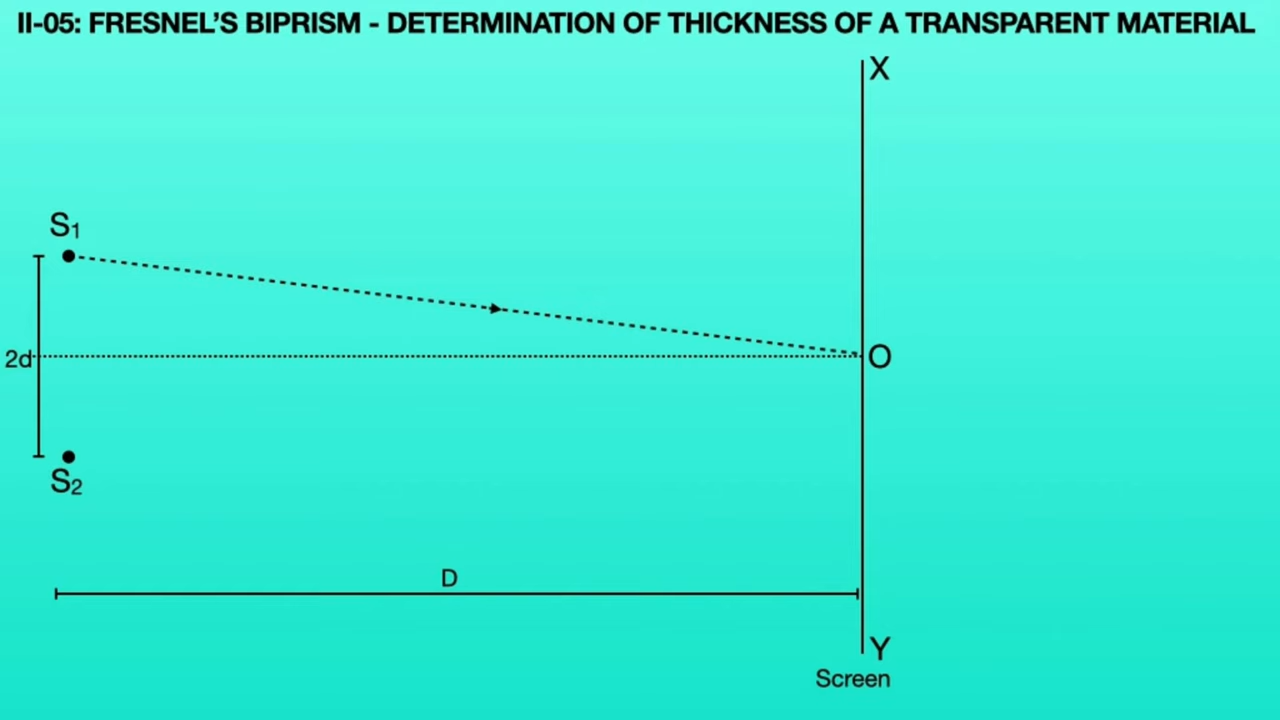 II-05: FRESNEL'S BIPRISM - DETERMINATION OF THICKNESS OF A TRANSPARENT MATERIAL
X
S₁
2d
O
S₂
D
Y
Screen